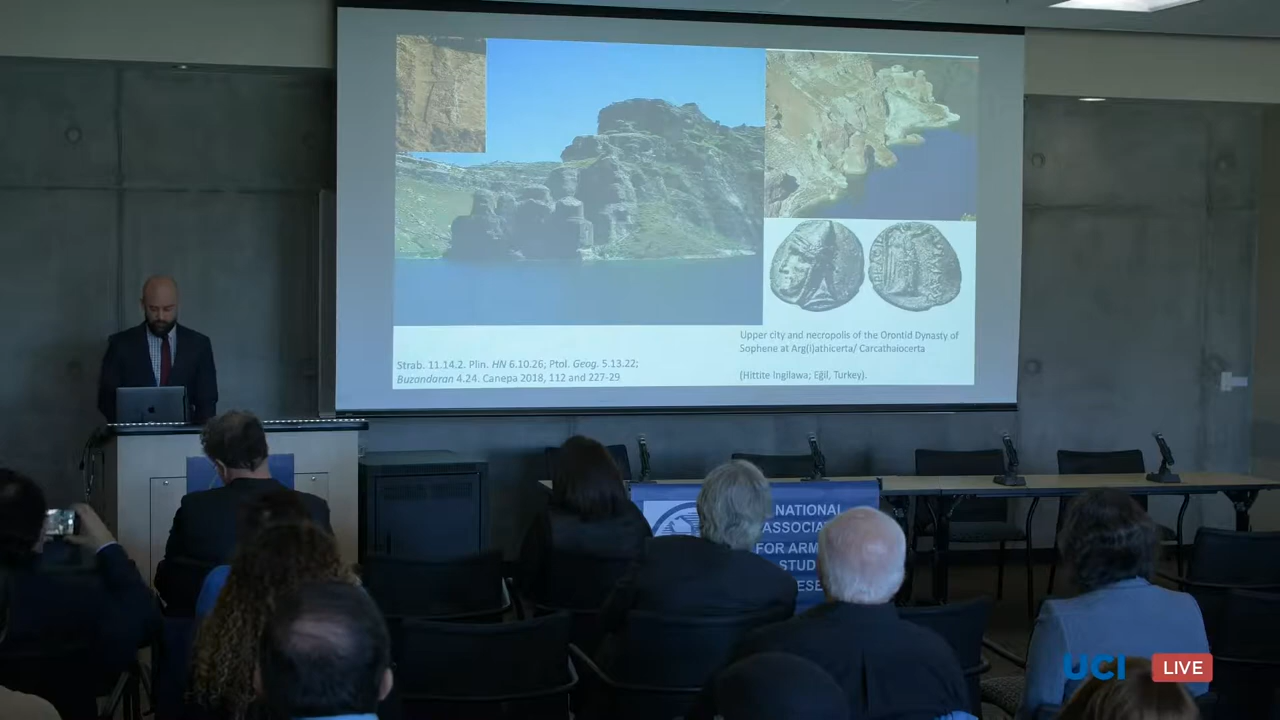 Upper city and necropolis of the Orontid Dynasty of
Sophene at Arg(i)athicerta/ Carcathiocerta
(Hittite Ingilawa; Eğil, Turkey).
Strab. 11.14.2. Plin. HN 6.10.26; Ptol. Geog. 5.13.22;
Buzandaran 4.24. Canepa 2018, 112 and 227-29
NATIONAL
ASSOCIA
FOR ARM
STUD
ESE
UCI LIVE